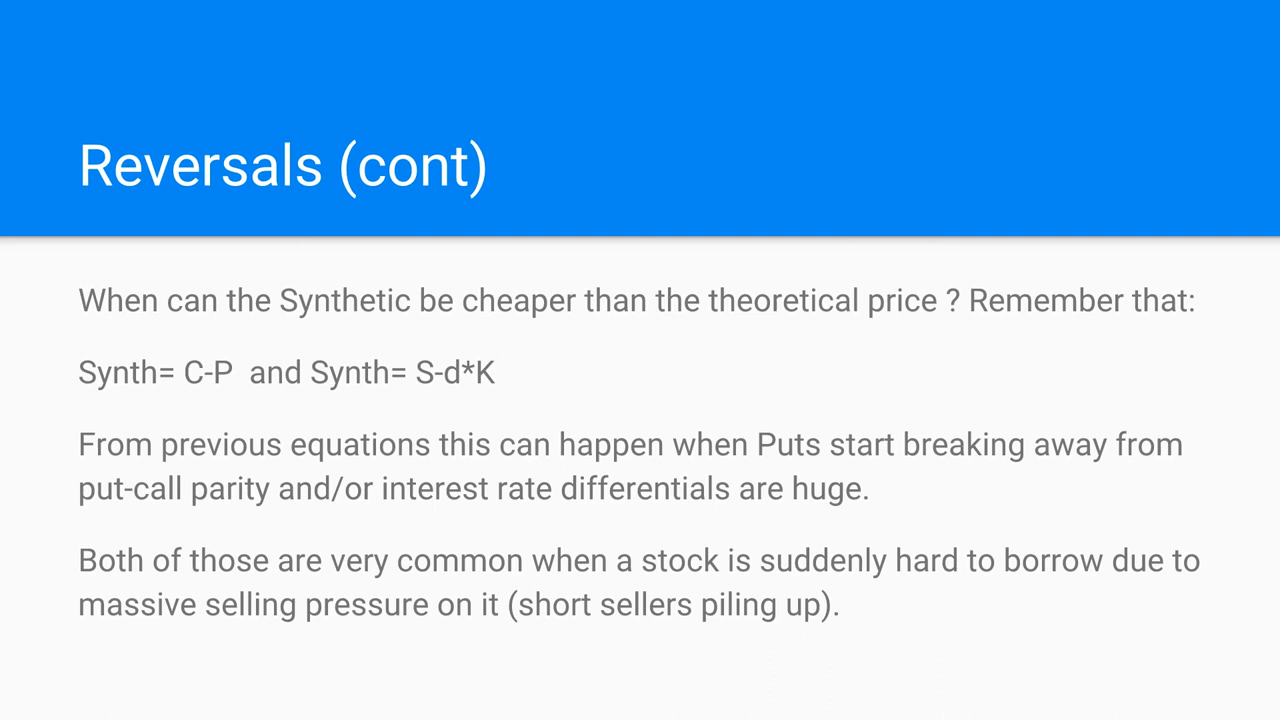 Reversals (cont)
When can the Synthetic be cheaper than the theoretical price ? Remember that:
Synth= C-P  and Synth= S-d*K
From previous equations this can happen when Puts start breaking away from
put-call parity and/or interest rate differentials are huge.
Both of those are very common when a stock is suddenly hard to borrow due to
massive selling pressure on it (short sellers piling up).